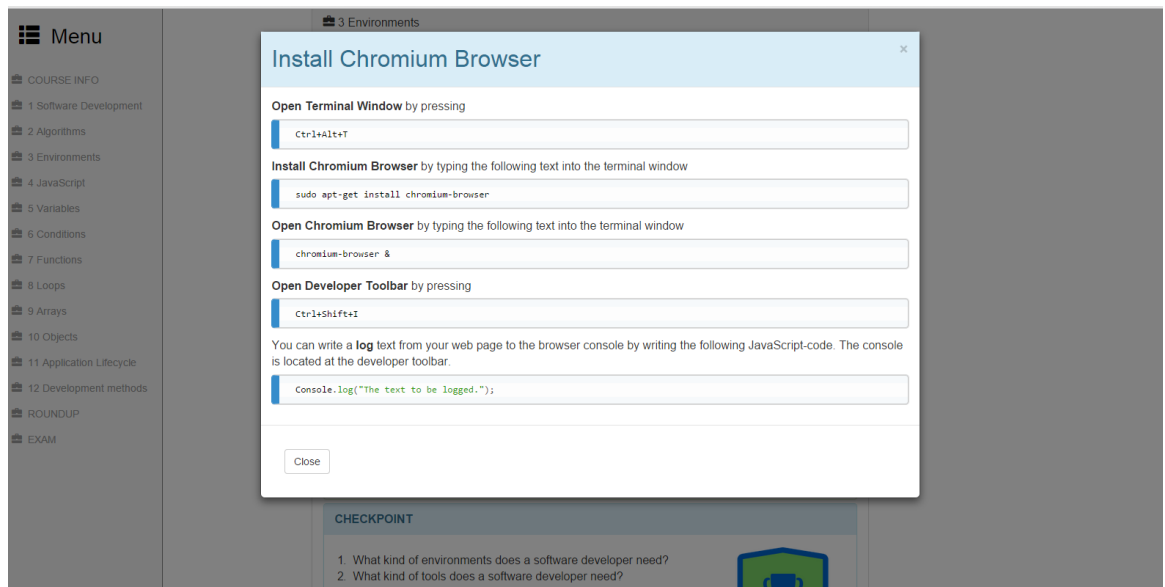 Menu
COURSE INFO
1 Software Development
2 Algorithms
3 Environments
4 JavaScript
5 Variables
6 Conditions
7 Functions
8 Loops
9 Arrays
10 Objects
11 Application Lifecycle
12 Development methods
ROUNDUP
EXAM
3 Environments
Install Chromium Browser
×
Open Terminal Window by pressing
Ctrl+Alt+T
Install Chromium Browser by typing the following text into the terminal window
sudo apt-get install chromium-browser
Open Chromium Browser by typing the following text into the terminal window
chromium-browser &
Open Developer Toolbar by pressing
Ctrl+Shift+I
You can write a log text from your web page to the browser console by writing the following JavaScript-code. The console
is located at the developer toolbar.
Console.log("The text to be logged.");
Close
CHECKPOINT
1. What kind of environments does a software developer need?
2. What kind of tools does a software developer need?